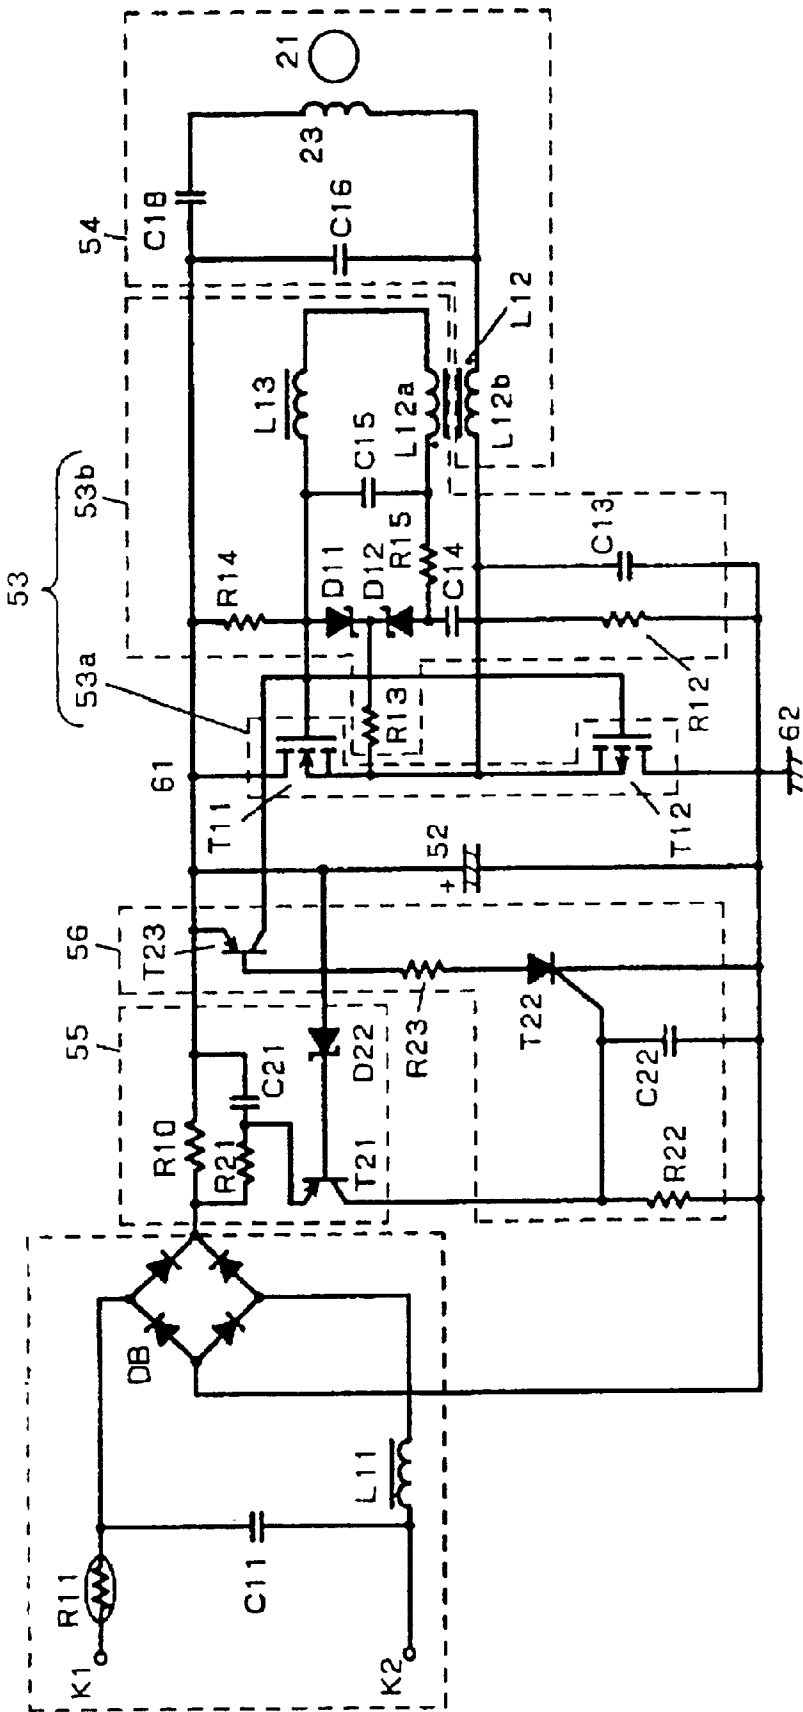 53
53a
53b
54
55
56
61
62
K1
K2
R11
C11
L11
DB
R10
R21
C21
T21
D22
R22
C22
T22
R23
T23
52
+
T11
T12
R13
R12
R14
D11
D12
R15
C14
C13
C15
L13
L12a
L12b
L12
C18
C16
23
21